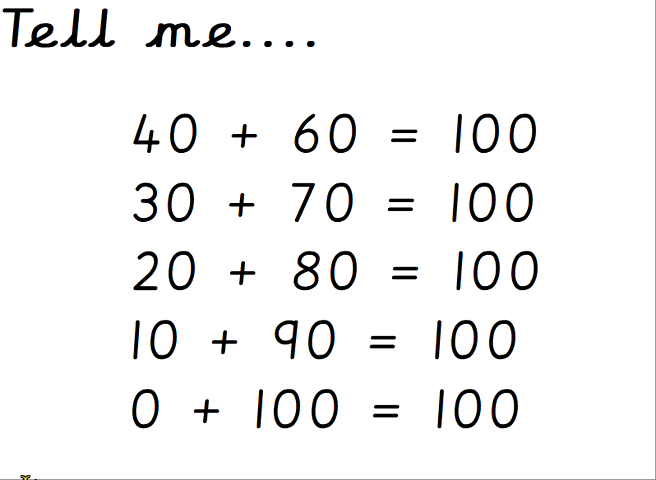 Tell me....
40 + 60 = 100
30 + 70 = 100
20 + 80 = 100
10 + 90 = 100
0 + 100 = 100